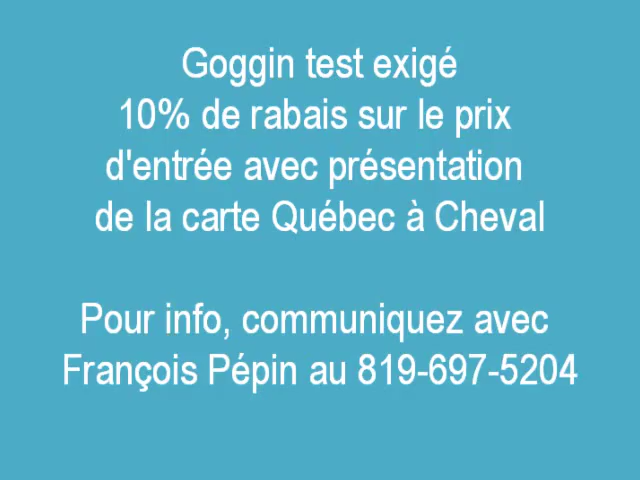 Goggin test exigé
10% de rabais sur le prix
d'entrée avec présentation
de la carte Québec à Cheval
Pour info, communiquez avec
François Pépin au 819-697-5204